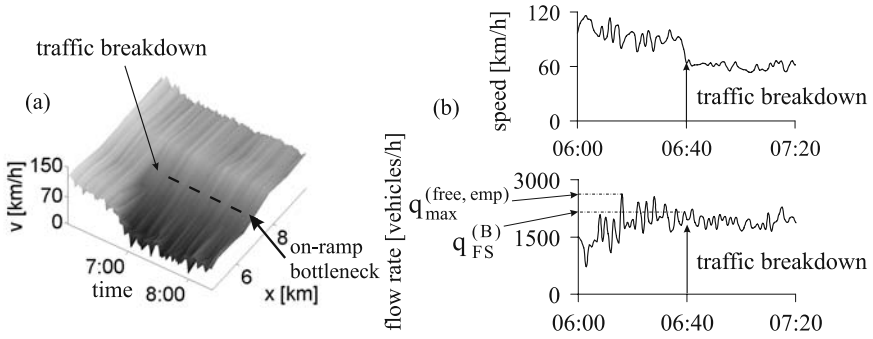 traffic breakdown
(a)
150
70
0
v [km/h]
7:00
time
8:00
6
8
x [km]
on-ramp
bottleneck
(b)
speed [km/h]
120
60
0
traffic breakdown
06:00
06:40
07:20
flow rate [vehicles/h]
3000
1500
0
q max (free, emp)
q FS (B)
traffic breakdown
06:00
06:40
07:20